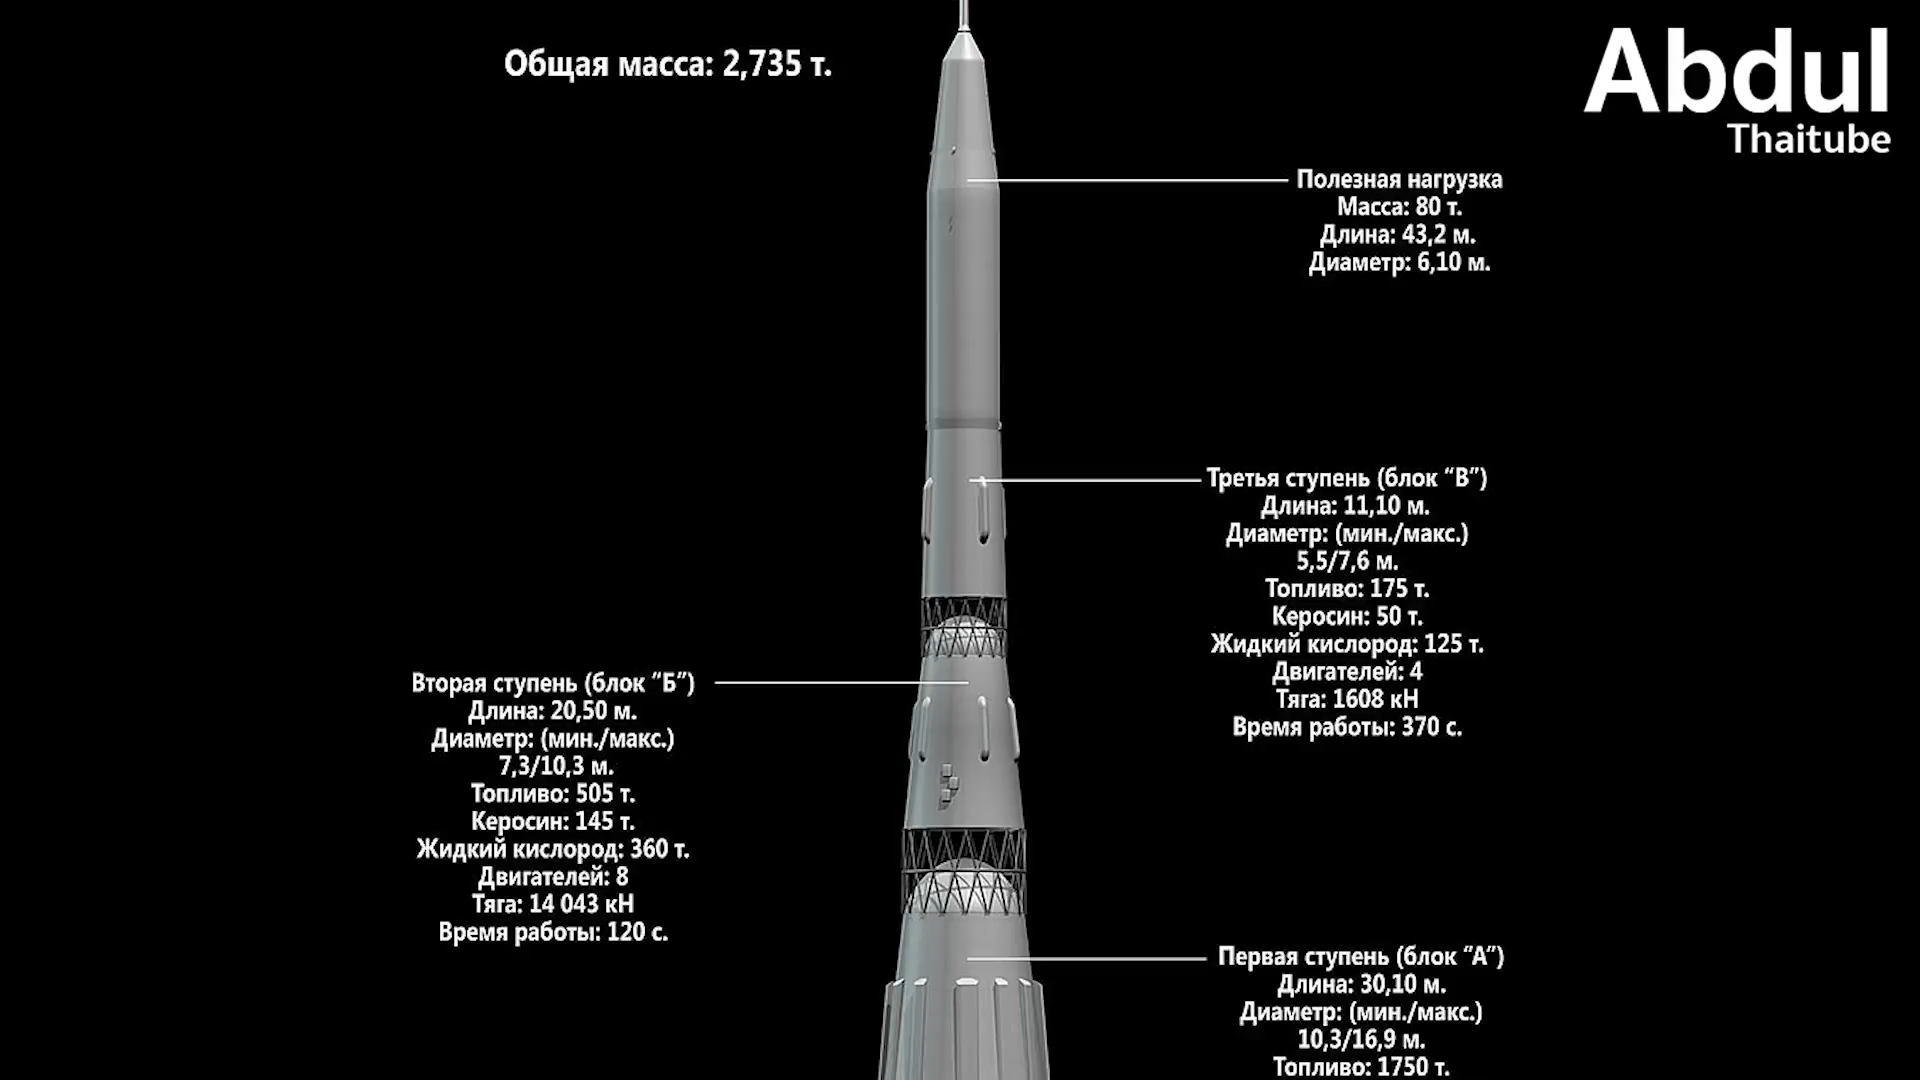 Общая масса: 2,735 т.
Abdul
Thaitube
Полезная нагрузка
Масса: 80 т.
Длина: 43,2 м.
Диаметр: 6,10 м.
Третья ступень (блок “В”)
Длина: 11,10 м.
Диаметр: (мин./макс.)
5,5/7,6 м.
Топливо: 175 т.
Керосин: 50 т.
Жидкий кислород: 125 т.
Двигателей: 4
Тяга: 1608 кН
Время работы: 370 с.
Вторая ступень (блок “Б”)
Длина: 20,50 м.
Диаметр: (мин./макс.)
7,3/10,3 м.
Топливо: 505 т.
Керосин: 145 т.
Жидкий кислород: 360 т.
Двигателей: 8
Тяга: 14 043 кН
Время работы: 120 с.
Первая ступень (блок “А”)
Длина: 30,10 м.
Диаметр: (мин./макс.)
10,3/16,9 м.
Топливо: 1750 т.